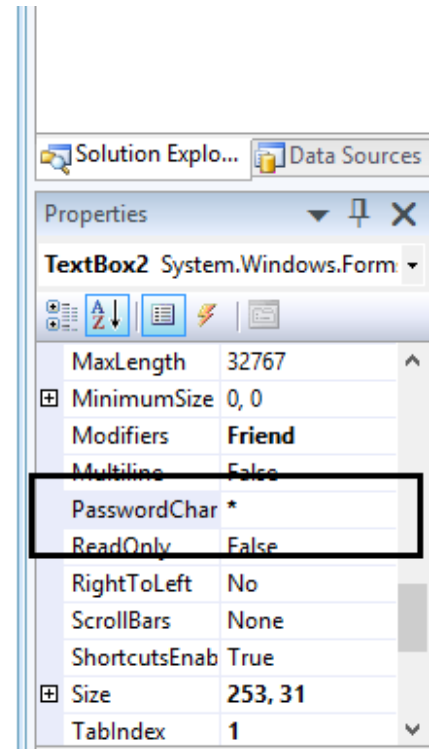 Solution Explo... Data Sources
Properties
TextBox2 System.Windows.Form
MaxLength 32767
MinimumSize 0, 0
Modifiers Friend
Multiline False
PasswordChar *
ReadOnly False
RightToLeft No
ScrollBars None
ShortcutsEnab True
Size 253, 31
TabIndex 1